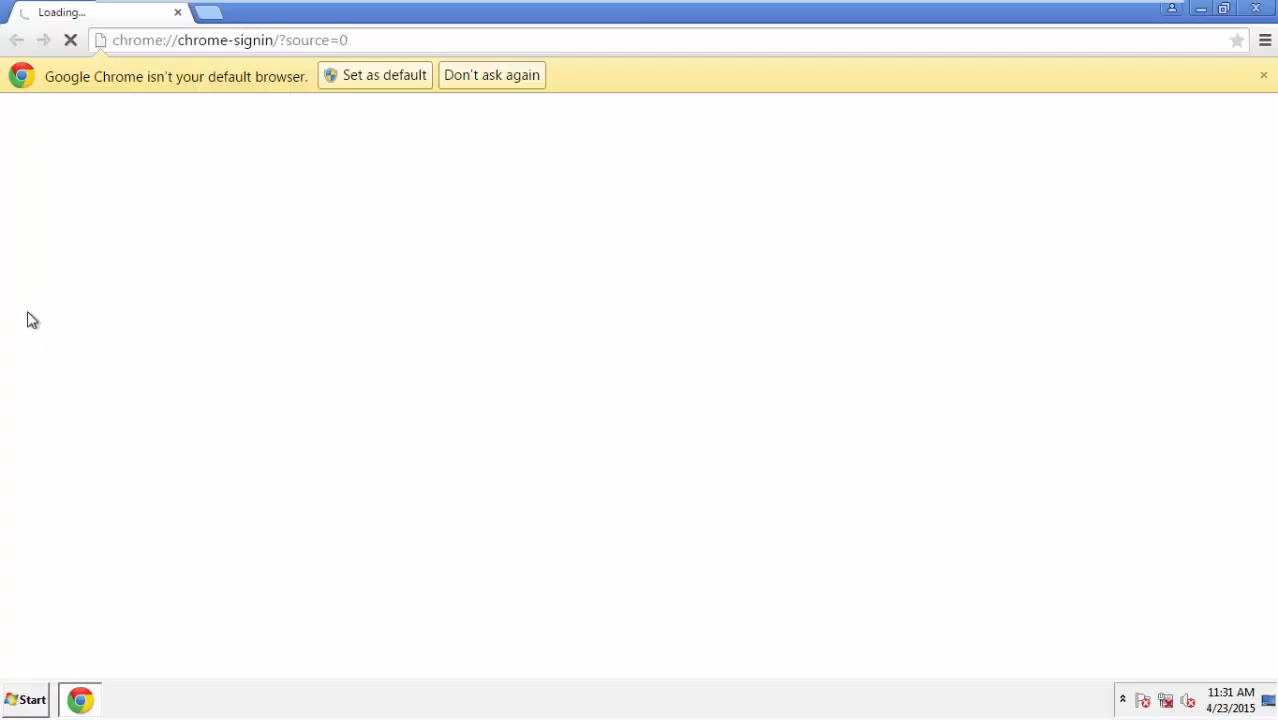 Loading...
chrome://chrome-signin/?source=0
Google Chrome isn't your default browser. Set as default Don't ask again
Start
11:31 AM
4/23/2015